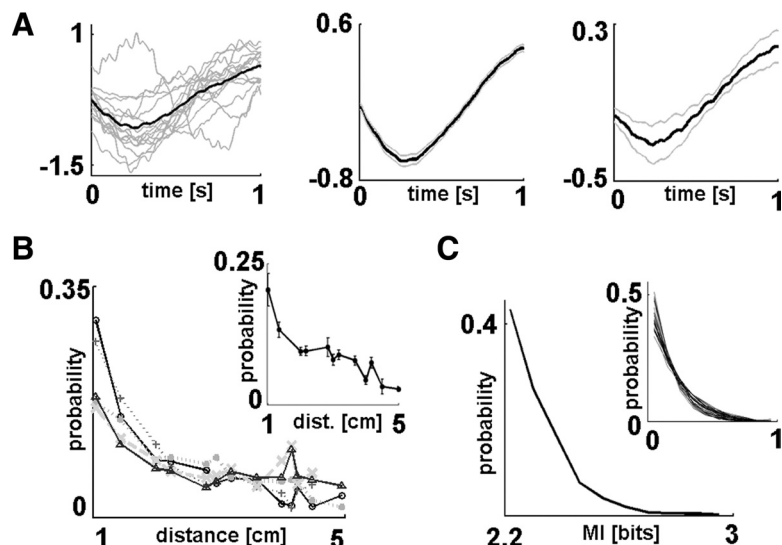 A
1
-1.5
0
time [s]
1
0.6
-0.8
0
time [s]
1
0.3
-0.5
0
time [s]
1
B
0.35
probability
0
1
distance [cm]
5
0.25
probability
0
1
dist. [cm]
5
C
0.4
probability
2.2
MI [bits]
3
0.5
probability
0
0
1